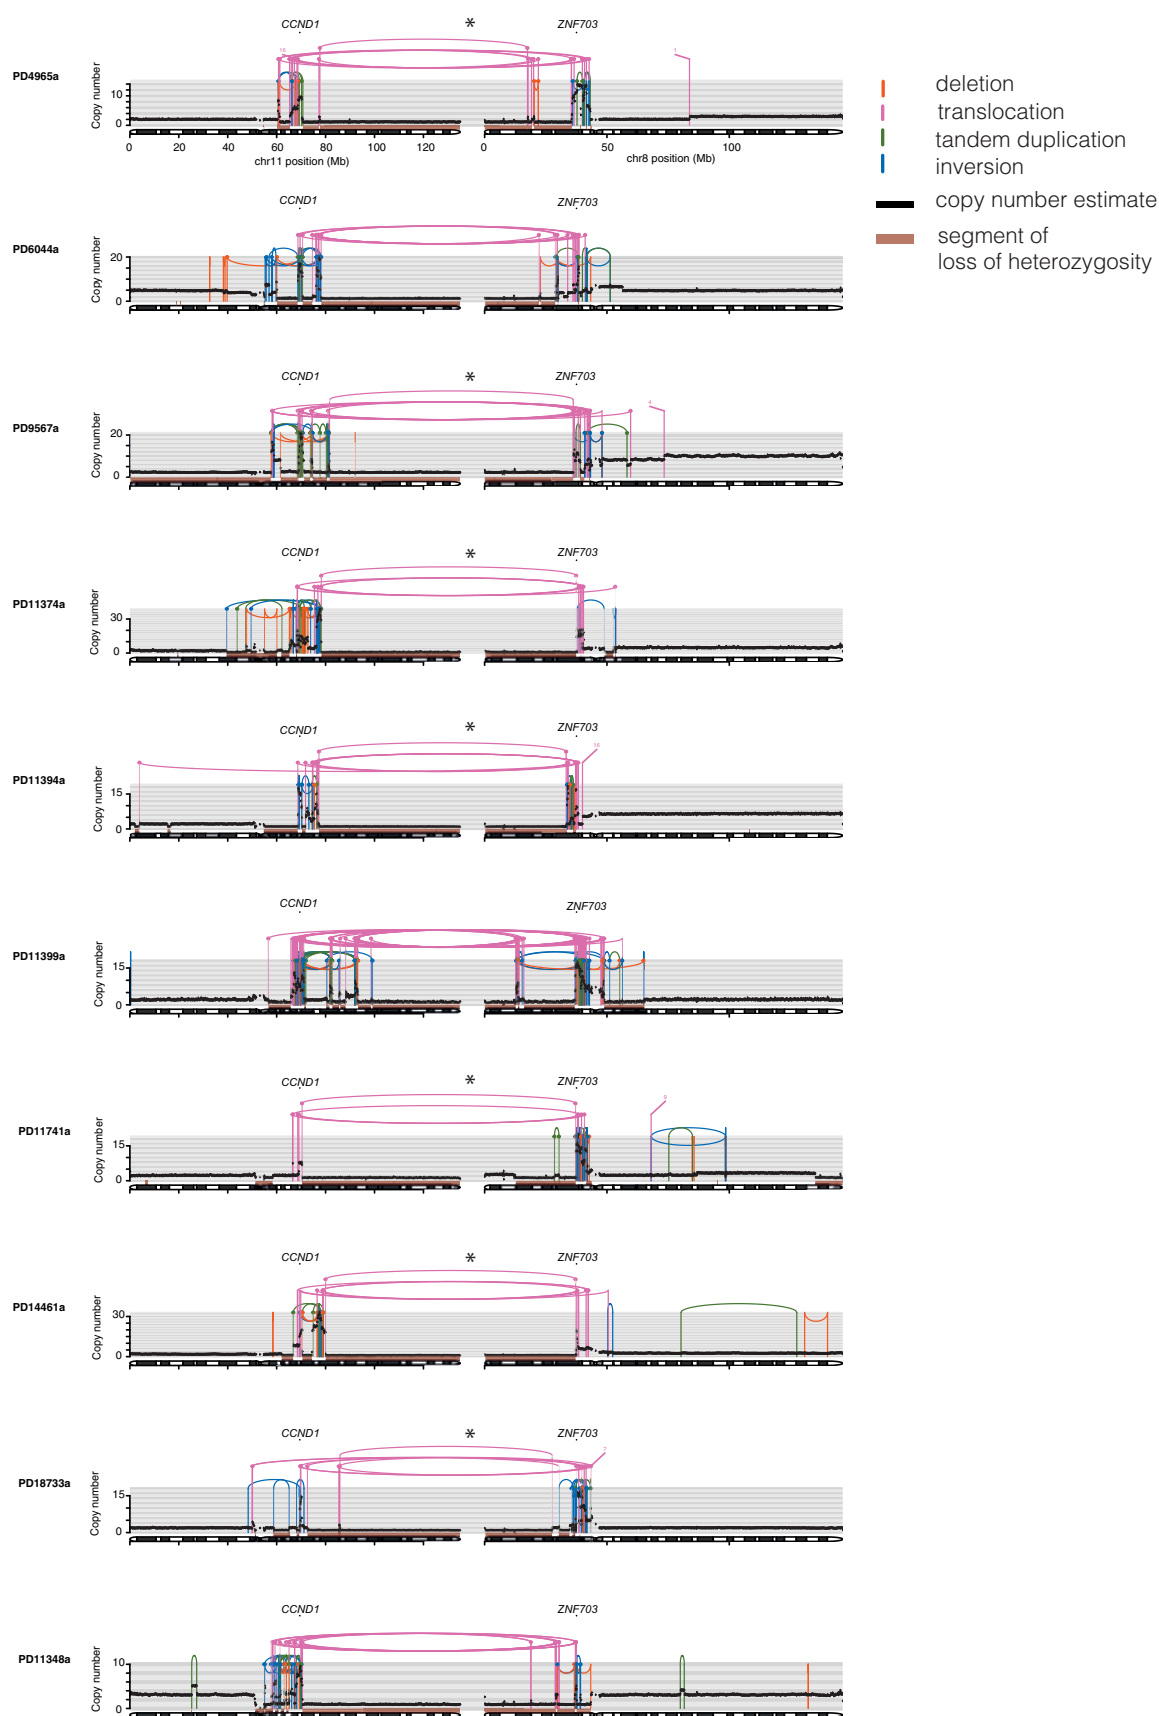 CCND1 * ZNF703
PD4965a
16 1
Copy number
10
0
0 20 40 60 80 100 120 0 50 100
chr11 position (Mb) chr8 position (Mb)
deletion
translocation
tandem duplication
inversion
copy number estimate
segment of
loss of heterozygosity
CCND1 ZNF703
PD6044a
Copy number
20
0
CCND1 * ZNF703
4
PD9567a
Copy number
20
0
CCND1 * ZNF703
PD11374a
Copy number
30
0
CCND1 * ZNF703
16
PD11394a
Copy number
15
0
CCND1 ZNF703
PD11399a
Copy number
15
0
CCND1 * ZNF703
9
PD11741a
Copy number
15
0
CCND1 * ZNF703
PD14461a
Copy number
30
0
CCND1 * ZNF703
PD18733a
Copy number
15
0
CCND1 ZNF703
PD11348a
Copy number
10
0